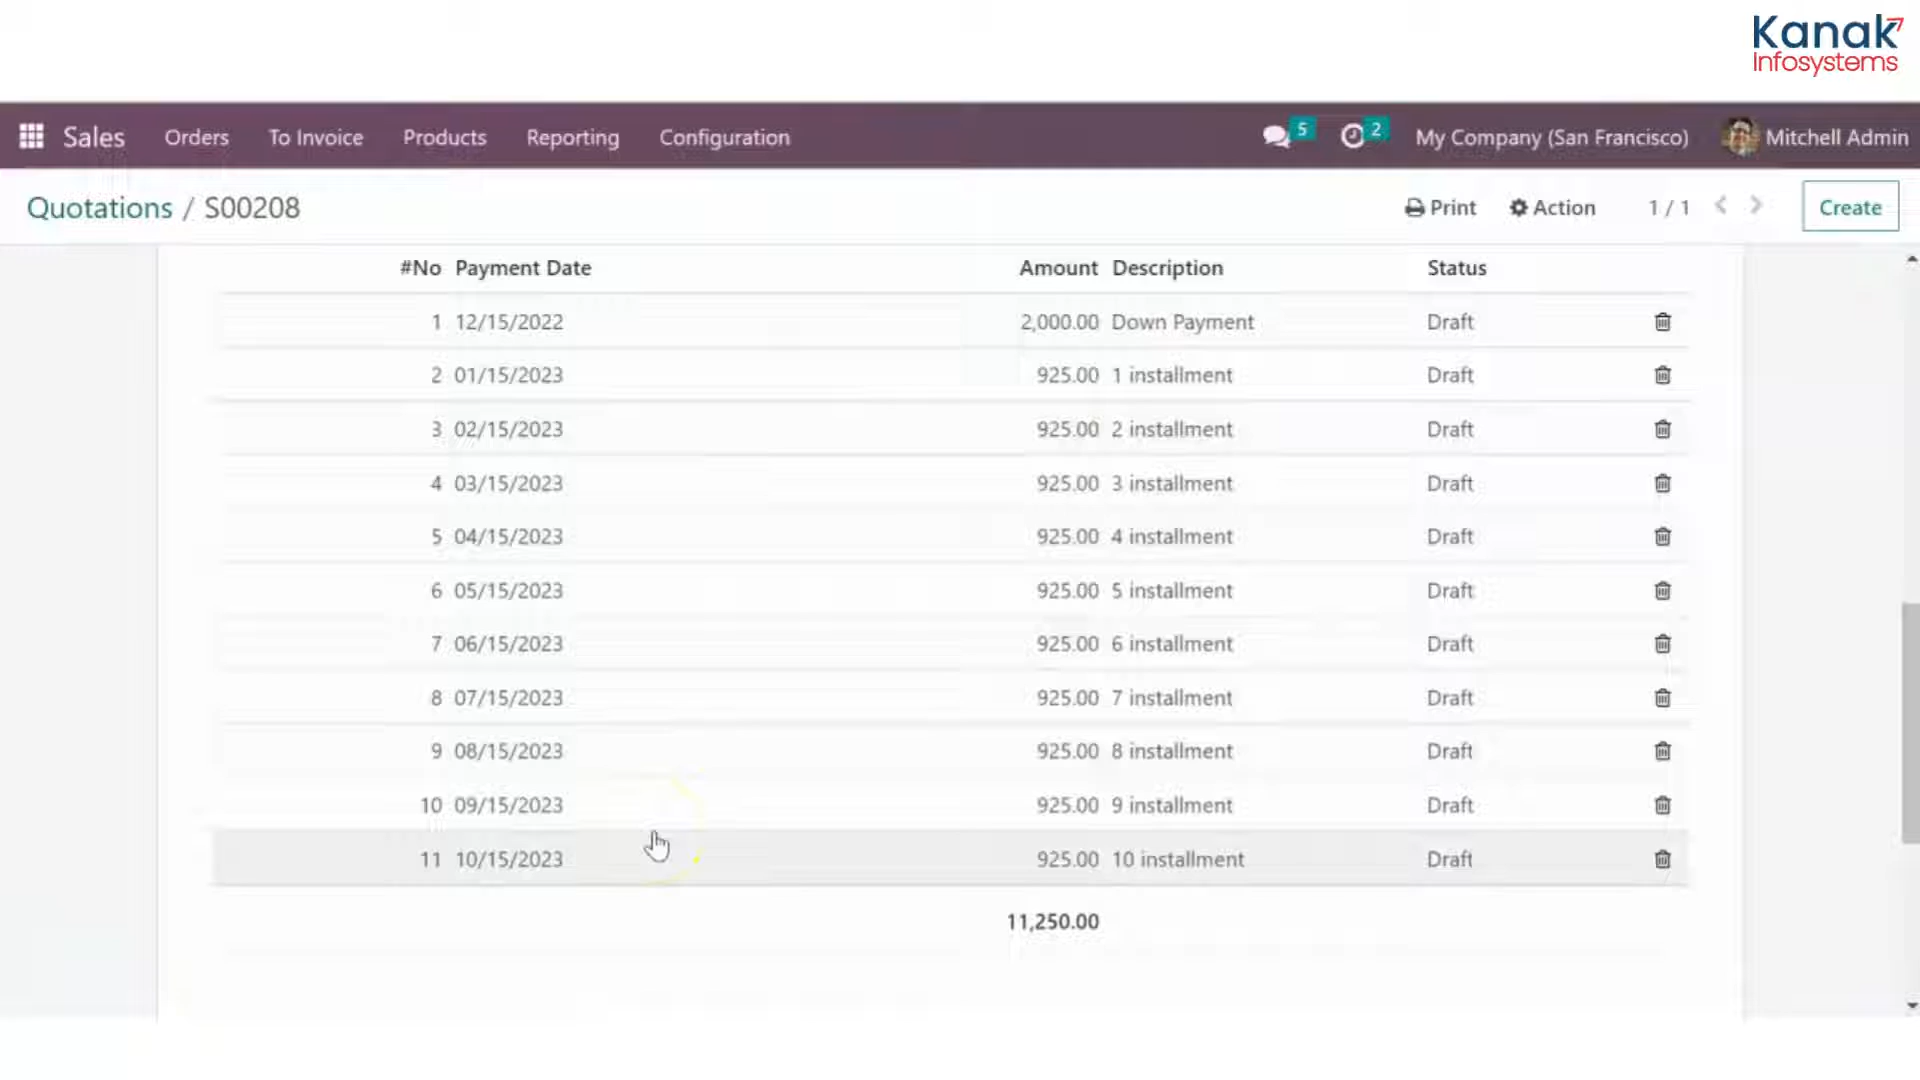 Kanak
Infosystems
Sales Orders To Invoice Products Reporting Configuration 5 2 My Company (San Francisco) Mitchell Admin
Quotations / S00208 Print Action 1 / 1 Create
#No Payment Date Amount Description Status
1 12/15/2022 2,000.00 Down Payment Draft
2 01/15/2023 925.00 1 installment Draft
3 02/15/2023 925.00 2 installment Draft
4 03/15/2023 925.00 3 installment Draft
5 04/15/2023 925.00 4 installment Draft
6 05/15/2023 925.00 5 installment Draft
7 06/15/2023 925.00 6 installment Draft
8 07/15/2023 925.00 7 installment Draft
9 08/15/2023 925.00 8 installment Draft
10 09/15/2023 925.00 9 installment Draft
11 10/15/2023 925.00 10 installment Draft
11,250.00